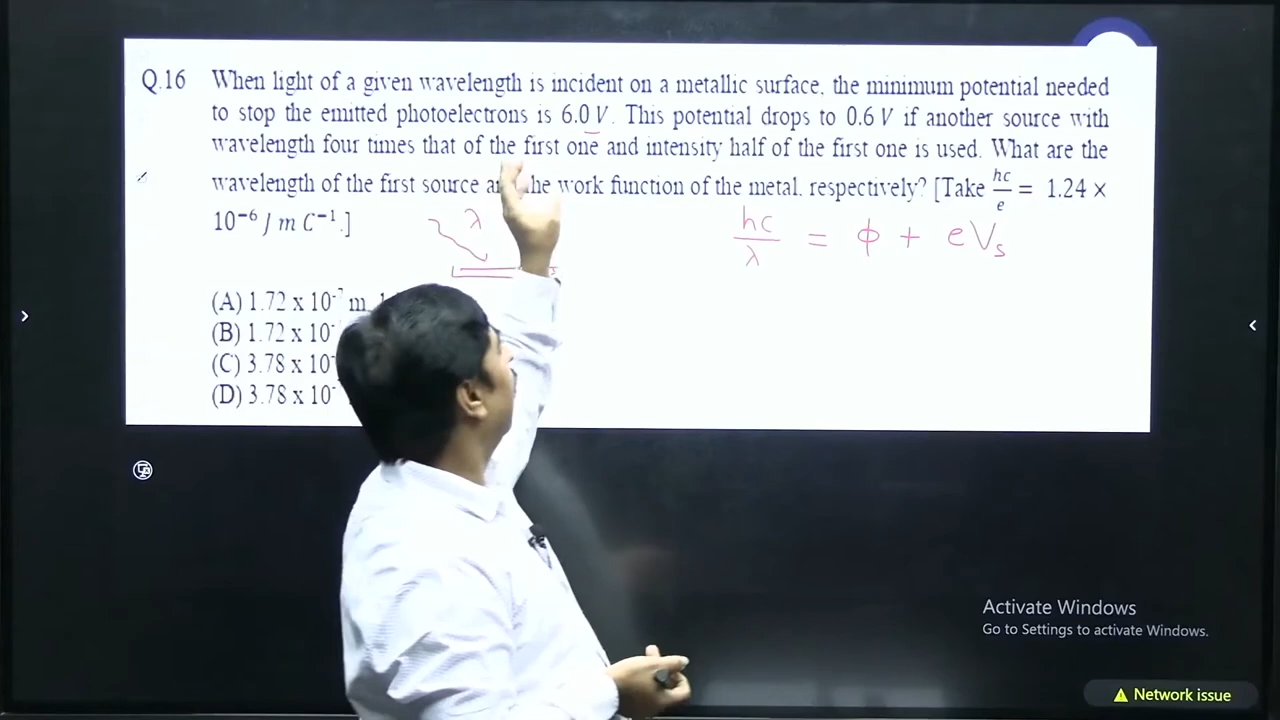 Q.16 When light of a given wavelength is incident on a metallic surface, the minimum potential needed
to stop the emitted photoelectrons is 6.0 V. This potential drops to 0.6 V if another source with
wavelength four times that of the first one and intensity half of the first one is used. What are the
wavelength of the first source a he work function of the metal, respectively? [Take hc/e = 1.24 ×
10⁻⁶ J m C⁻¹.]
λ
hc/λ = φ + eVₛ
(A) 1.72 x 10⁻⁷ m, 1
(B) 1.72 x 10⁻
(C) 3.78 x 10⁻
(D) 3.78 x 10⁻
Activate Windows
Go to Settings to activate Windows.
Network issue